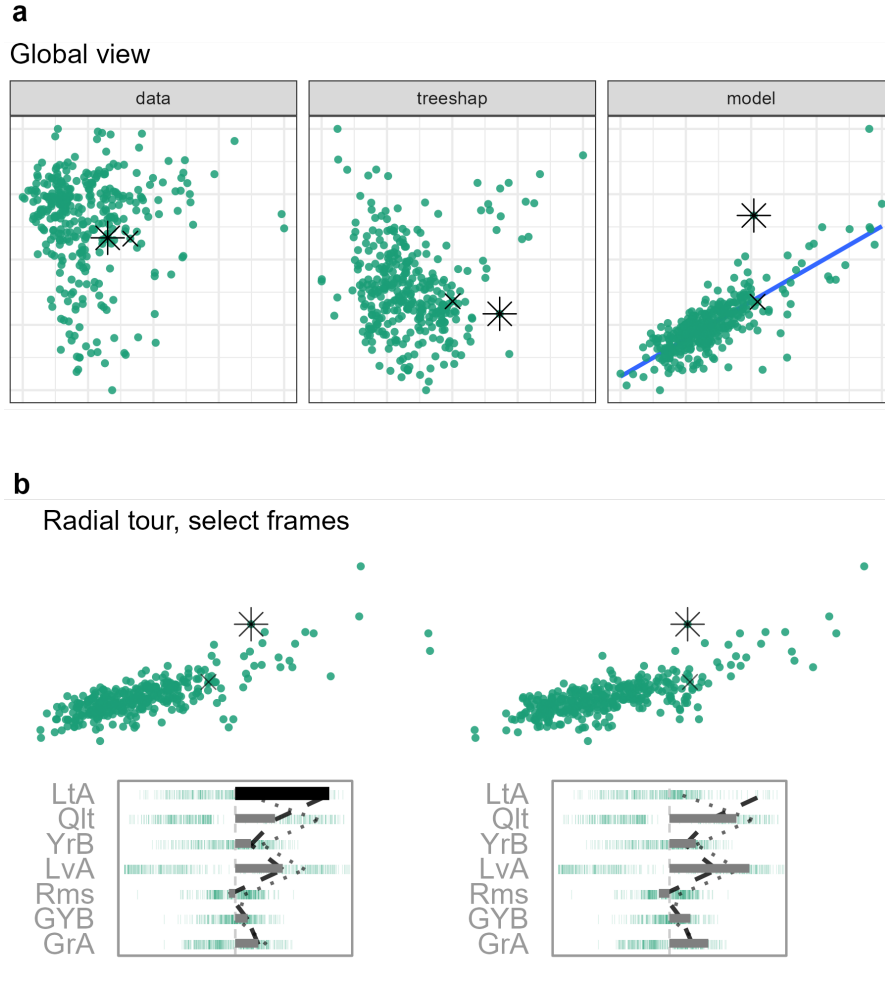 a
Global view
data treeshap model
b
Radial tour, select frames
LtA LtA
Qlt Qlt
YrB YrB
LvA LvA
Rms Rms
GYB GYB
GrA GrA